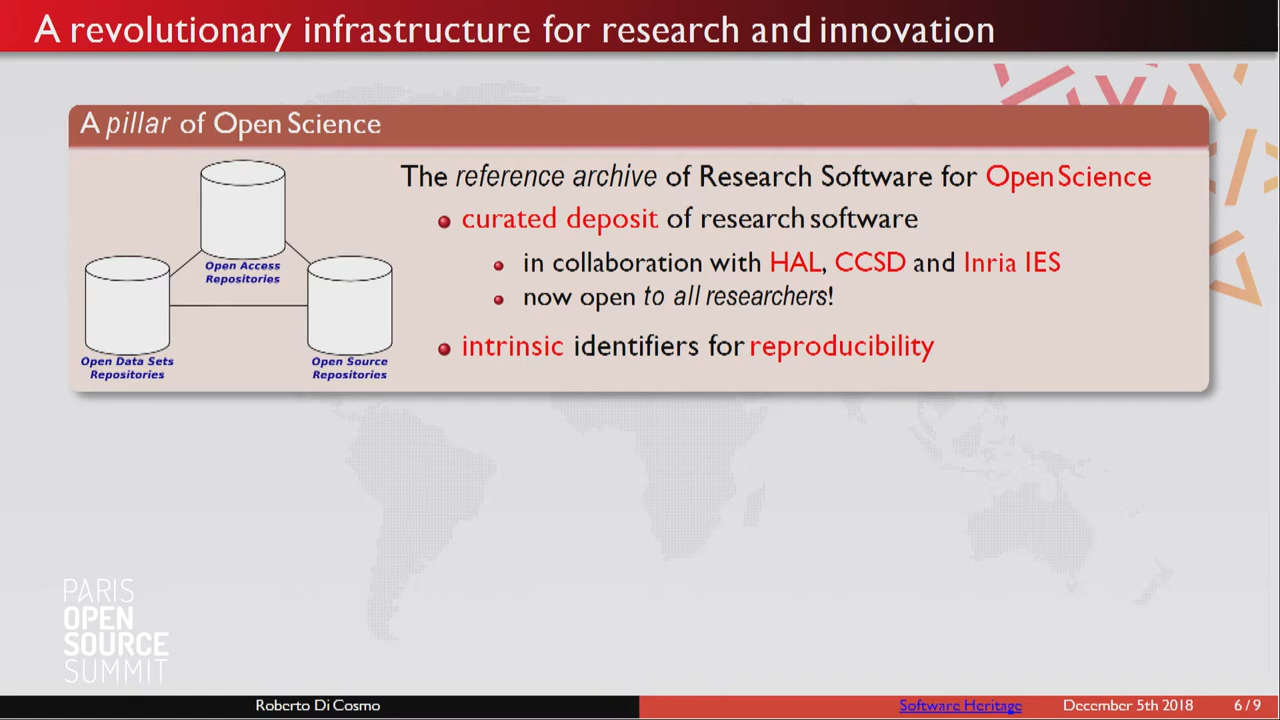 A revolutionary infrastructure for research and innovation
A pillar of Open Science
The reference archive of Research Software for Open Science
curated deposit of research software
in collaboration with HAL, CCSD and Inria IES
now open to all researchers!
intrinsic identifiers for reproducibility
Open Access
Repositories
Open Data Sets
Repositories
Open Source
Repositories
PARIS
OPEN
SOURCE
SUMMIT
Roberto Di Cosmo
Software Heritage
December 5th 2018
6 / 9